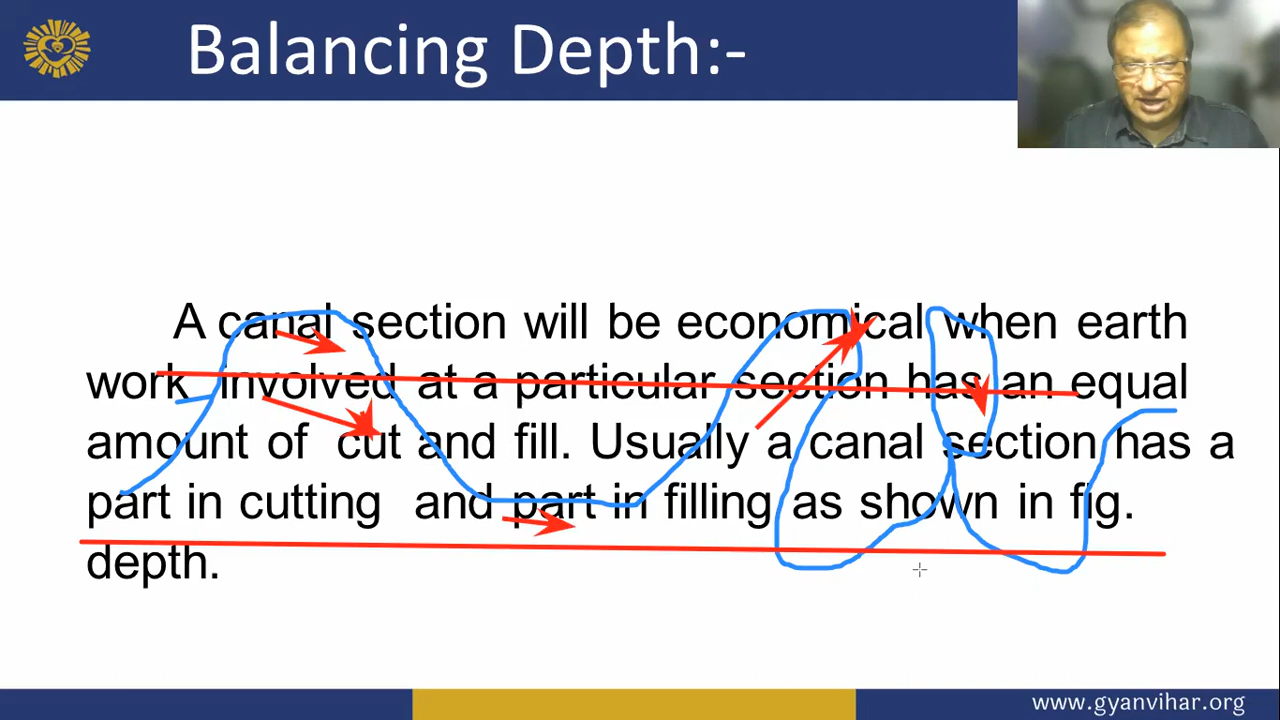 Balancing Depth:-
A canal section will be economical when earth
work involved at a particular section has an equal
amount of cut and fill. Usually a canal section has a
part in cutting and part in filling as shown in fig.
depth.
www.gyanvihar.org